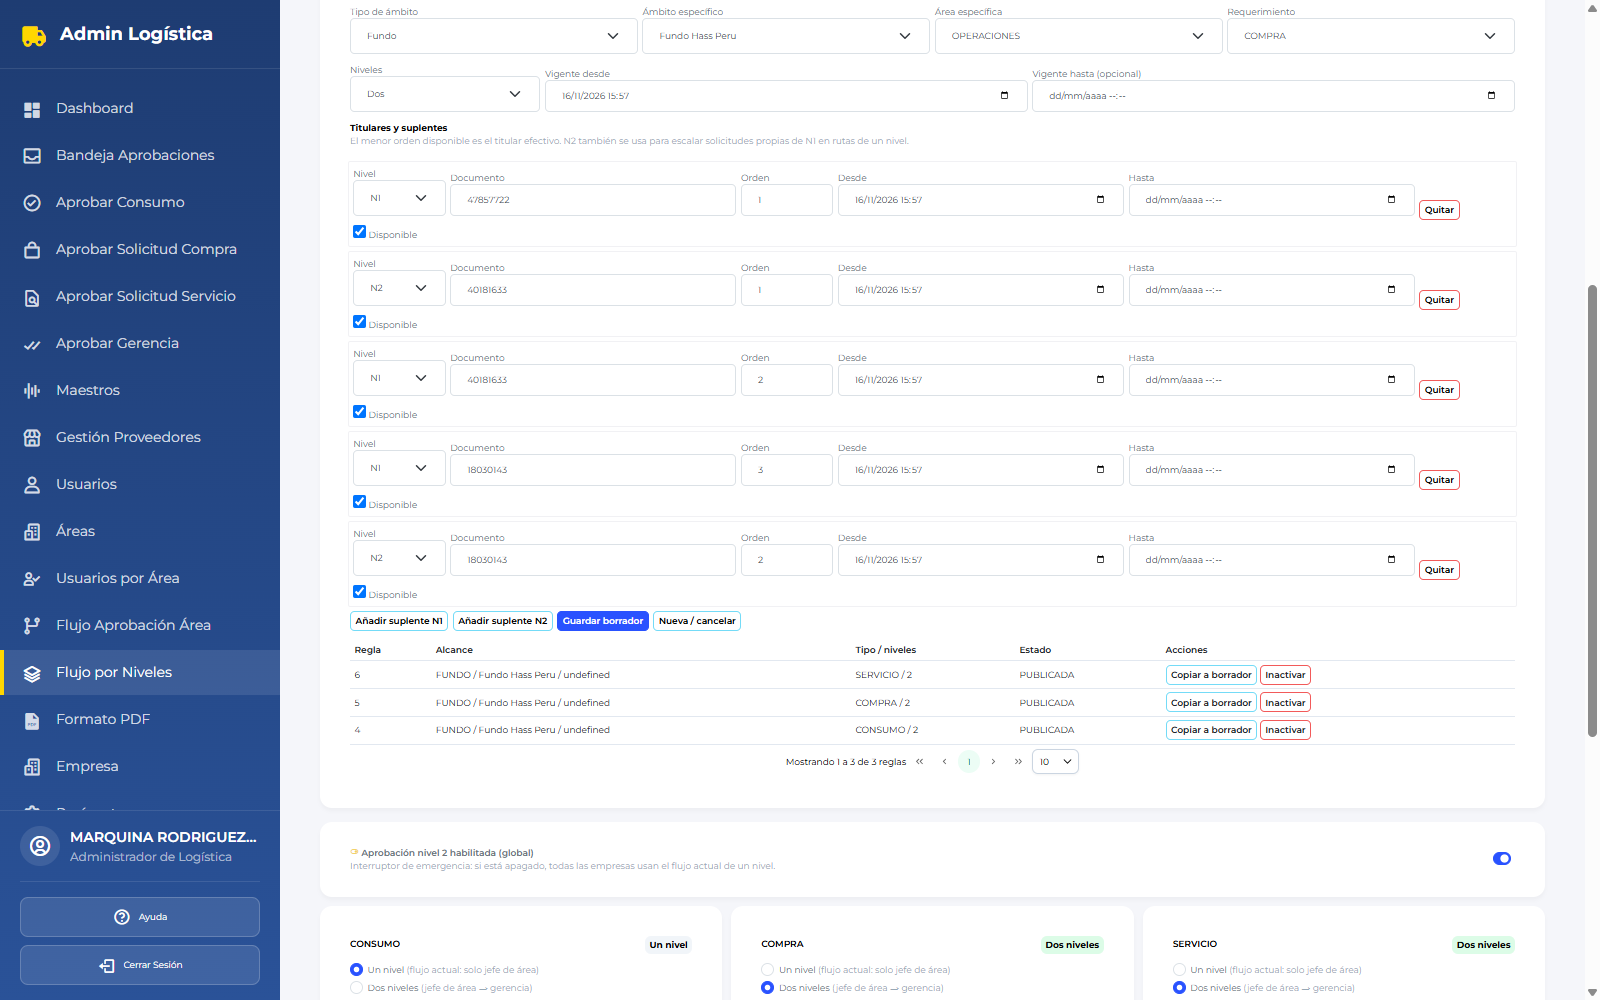 Admin Logística
Dashboard
Bandeja Aprobaciones
Aprobar Consumo
Aprobar Solicitud Compra
Aprobar Solicitud Servicio
Aprobar Gerencia
Maestros
Gestión Proveedores
Usuarios
Áreas
Usuarios por Área
Flujo Aprobación Área
Flujo por Niveles
Formato PDF
Empresa
MARQUINA RODRIGUEZ...
Administrador de Logística
Ayuda
Cerrar Sesión
Tipo de ámbito Ámbito específico Área específica Requerimiento
Fundo Fundo Hass Peru OPERACIONES COMPRA
Niveles Vigente desde Vigente hasta (opcional)
Dos 16/11/2026 15:57 dd/mm/aaaa --:--
Titulares y suplentes
El menor orden disponible es el titular efectivo. N2 también se usa para escalar solicitudes propias de N1 en rutas de un nivel.
Nivel Documento Orden Desde Hasta
N1 47857722 1 16/11/2026 15:57 dd/mm/aaaa --:-- Quitar
Disponible
Nivel Documento Orden Desde Hasta
N2 40181633 1 16/11/2026 15:57 dd/mm/aaaa --:-- Quitar
Disponible
Nivel Documento Orden Desde Hasta
N1 40181633 2 16/11/2026 15:57 dd/mm/aaaa --:-- Quitar
Disponible
Nivel Documento Orden Desde Hasta
N1 18030143 3 16/11/2026 15:57 dd/mm/aaaa --:-- Quitar
Disponible
Nivel Documento Orden Desde Hasta
N2 18030143 2 16/11/2026 15:57 dd/mm/aaaa --:-- Quitar
Disponible
Añadir suplente N1 Añadir suplente N2 Guardar borrador Nueva / cancelar
Regla Alcance Tipo / niveles Estado Acciones
6 FUNDO / Fundo Hass Peru / undefined SERVICIO / 2 PUBLICADA Copiar a borrador Inactivar
5 FUNDO / Fundo Hass Peru / undefined COMPRA / 2 PUBLICADA Copiar a borrador Inactivar
4 FUNDO / Fundo Hass Peru / undefined CONSUMO / 2 PUBLICADA Copiar a borrador Inactivar
Mostrando 1 a 3 de 3 reglas « ‹ 1 › » 10
Aprobación nivel 2 habilitada (global)
Interruptor de emergencia: si está apagado, todas las empresas usan el flujo actual de un nivel.
CONSUMO Un nivel
Un nivel (flujo actual: solo jefe de área)
Dos niveles (jefe de área → gerencia)
COMPRA Dos niveles
Un nivel (flujo actual: solo jefe de área)
Dos niveles (jefe de área → gerencia)
SERVICIO Dos niveles
Un nivel (flujo actual: solo jefe de área)
Dos niveles (jefe de área → gerencia)